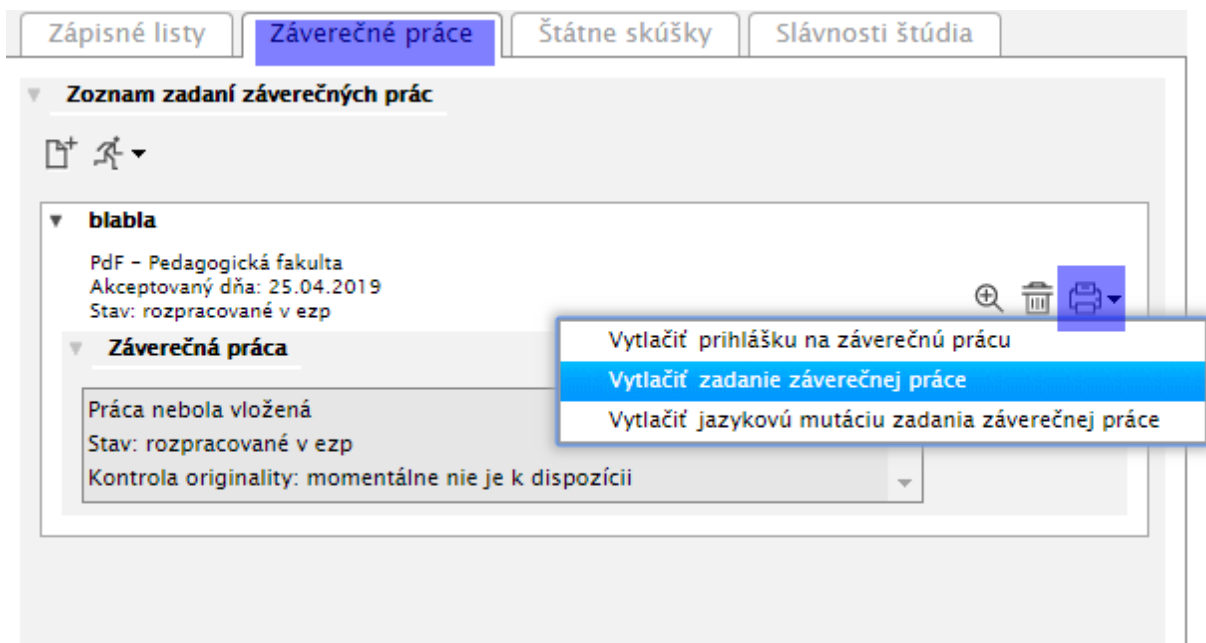 Zápisné listy
Záverečné práce
Štátne skúšky
Slávnosti štúdia
Zoznam zadaní záverečných prác
blabla
PdF – Pedagogická fakulta
Akceptovaný dňa: 25.04.2019
Stav: rozpracované v ezp
Vytlačiť prihlášku na záverečnú prácu
Vytlačiť zadanie záverečnej práce
Vytlačiť jazykovú mutáciu zadania záverečnej práce
Záverečná práca
Práca nebola vložená
Stav: rozpracované v ezp
Kontrola originality: momentálne nie je k dispozícii